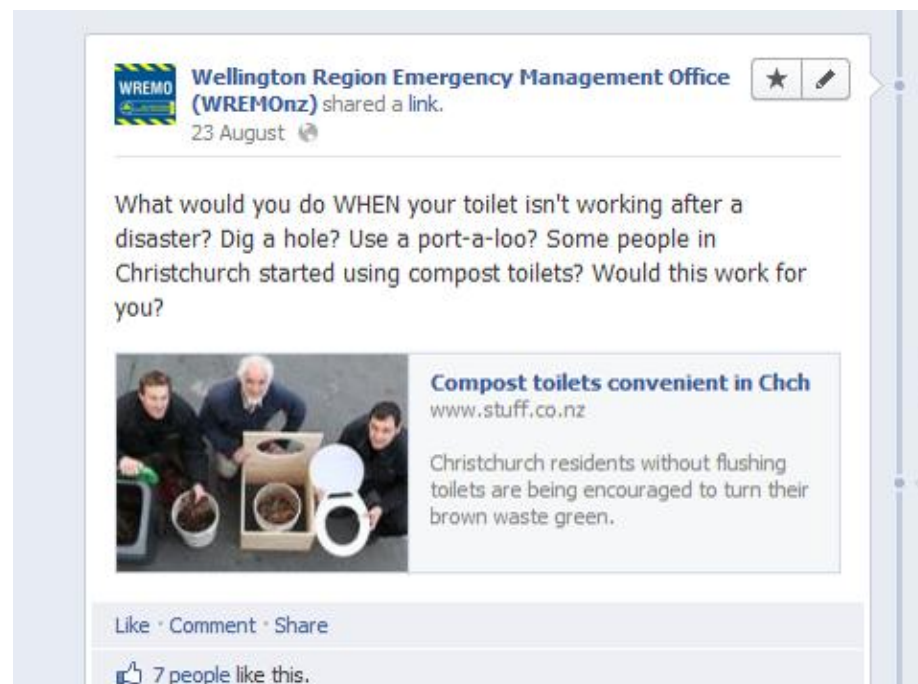 WREMO
Wellington Region Emergency Management Office
(WREMOnz) shared a link.
23 August
What would you do WHEN your toilet isn't working after a
disaster? Dig a hole? Use a port-a-loo? Some people in
Christchurch started using compost toilets? Would this work for
you?
Compost toilets convenient in Chch
www.stuff.co.nz
Christchurch residents without flushing
toilets are being encouraged to turn their
brown waste green.
Like · Comment · Share
7 people like this.